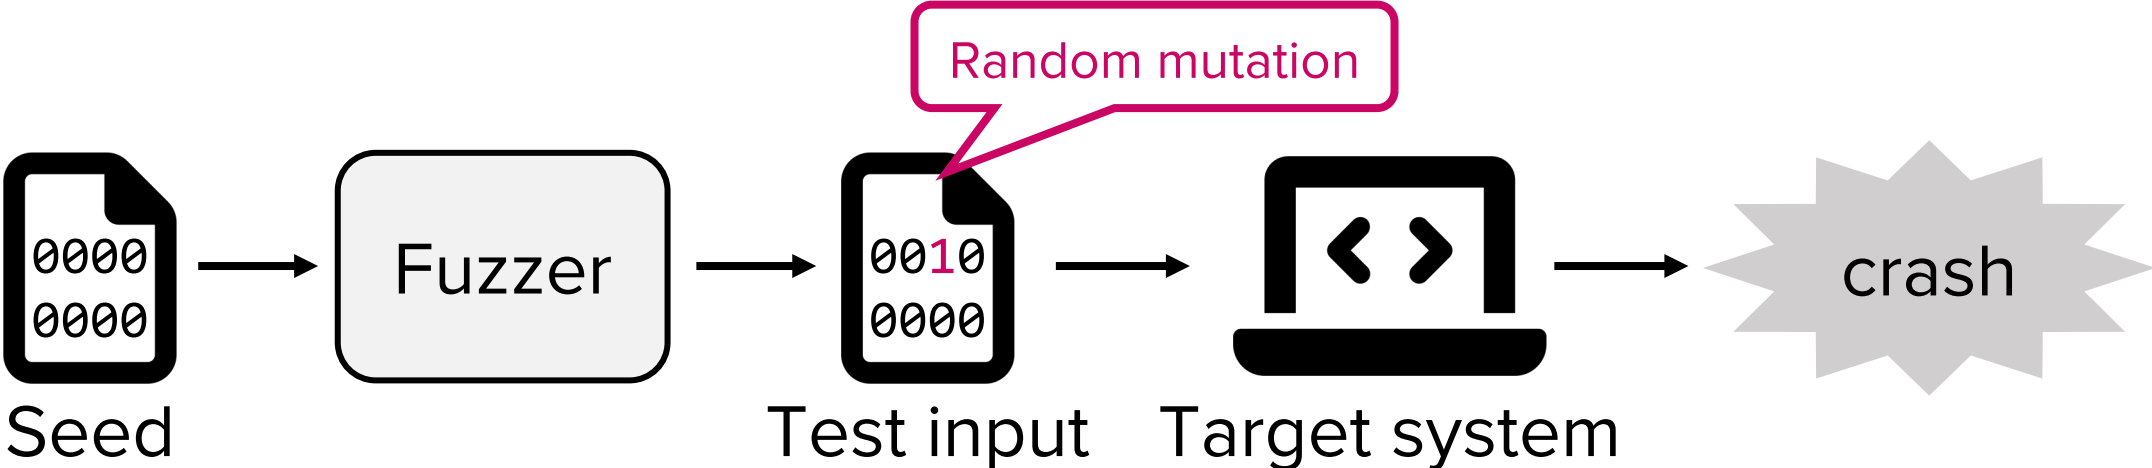 Random mutation
0000
0000
Seed
Fuzzer
0010
0000
Test input
< >
Target system
crash